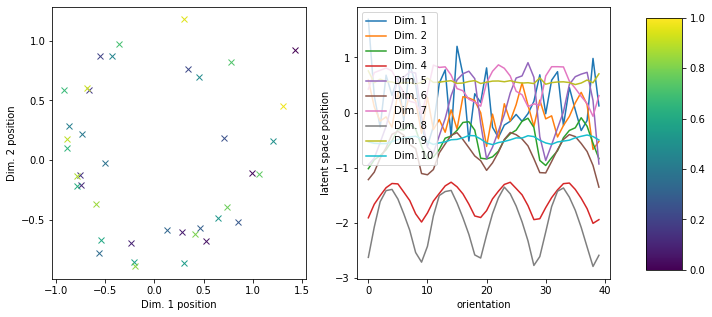 1.0
0.5
0.0
−0.5
Dim. 2 position
−1.0
−0.5
0.0
0.5
1.0
1.5
Dim. 1 position
1
0
−1
−2
−3
latent space position
Dim. 1
Dim. 2
Dim. 3
Dim. 4
Dim. 5
Dim. 6
Dim. 7
Dim. 8
Dim. 9
Dim. 10
0
10
20
30
40
orientation
1.0
0.8
0.6
0.4
0.2
0.0